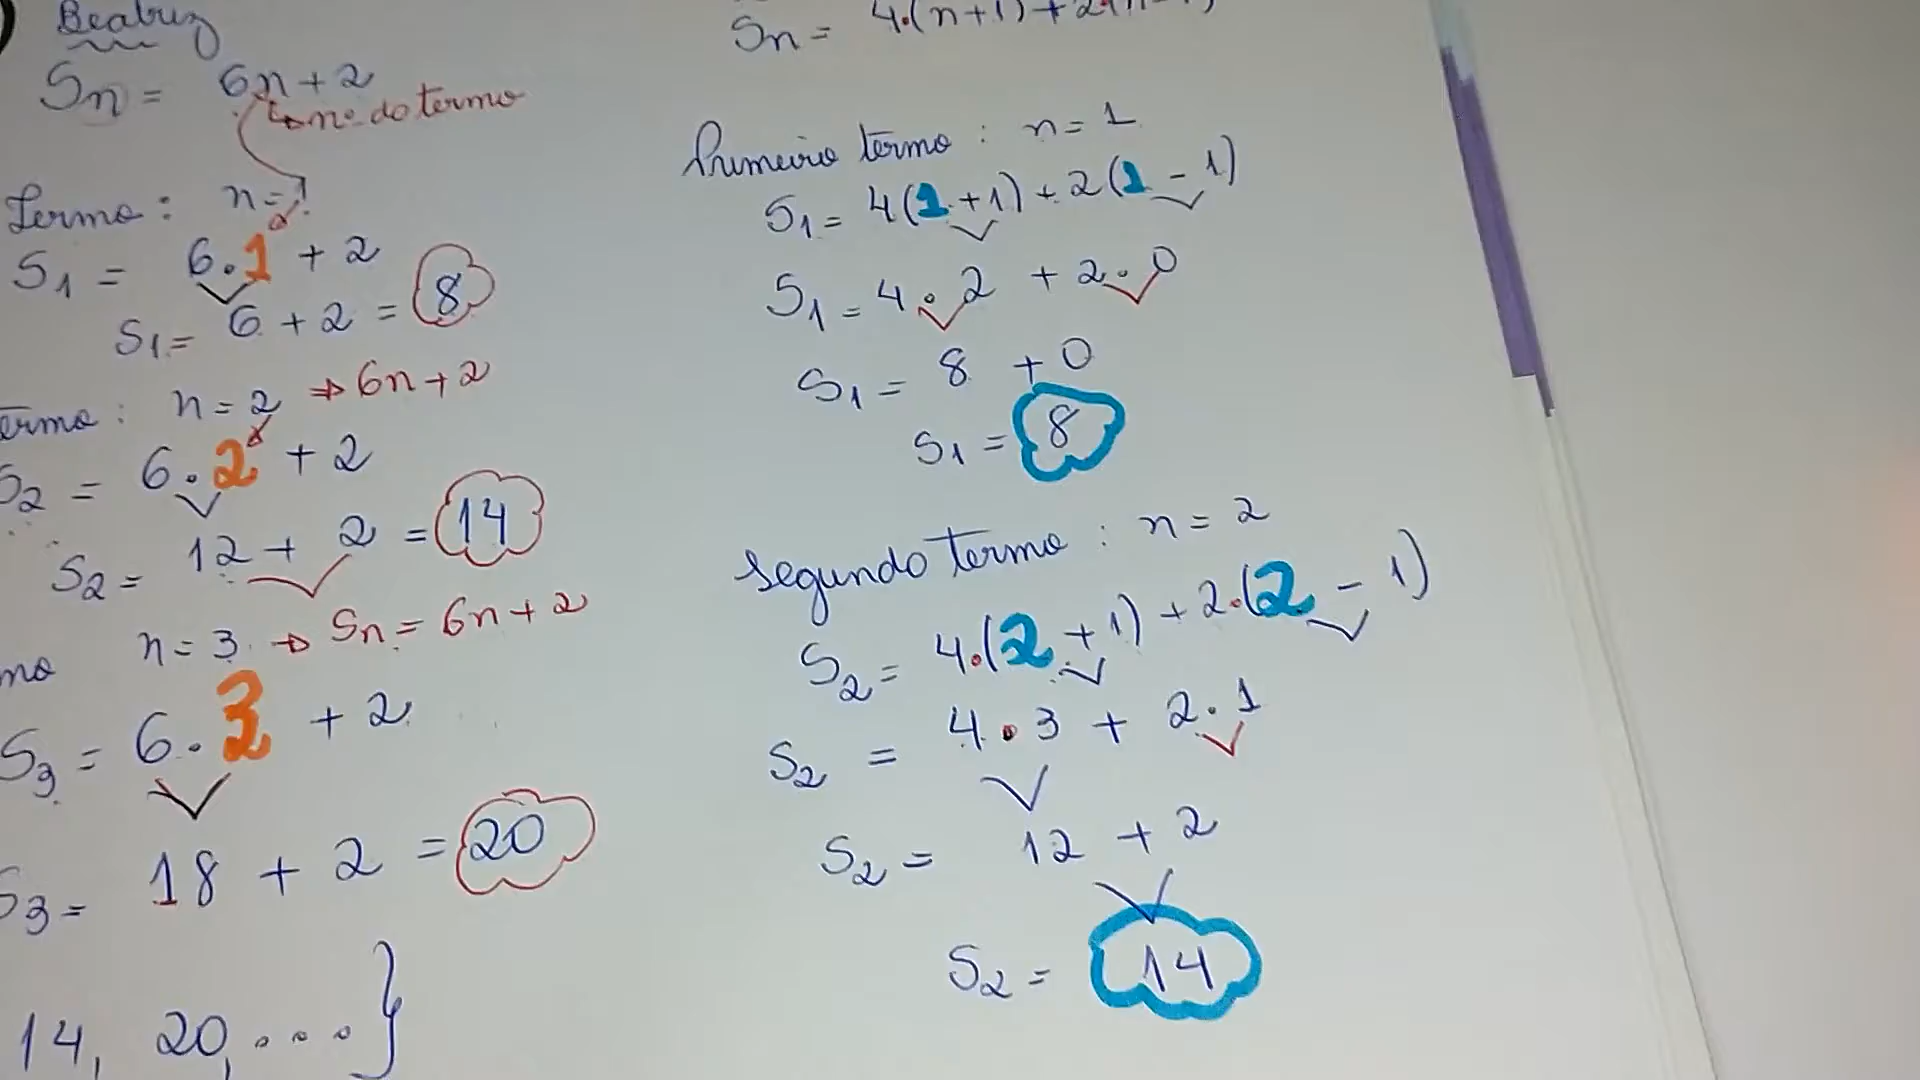 Beatriz
Sn = 6n + 2
nº do termo
Termo: n = 1
S1 = 6.1 + 2
S1 = 6 + 2 = 8
termo: n = 2 ⇒ 6n + 2
S2 = 6.2 + 2
S2 = 12 + 2 = 14
mo n = 3 → Sn = 6n + 2
S3 = 6.3 + 2
S3 = 18 + 2 = 20
14, 20, ...}
Sn = 4.(n+1) + 2.(n-1)
Primeiro termo: n = 1
S1 = 4(1 + 1) + 2(1 - 1)
S1 = 4.2 + 2.0
S1 = 8 + 0
S1 = 8
Segundo termo: n = 2
S2 = 4.(2 + 1) + 2.(2 - 1)
S2 = 4.3 + 2.1
S2 = 12 + 2
S2 = 14